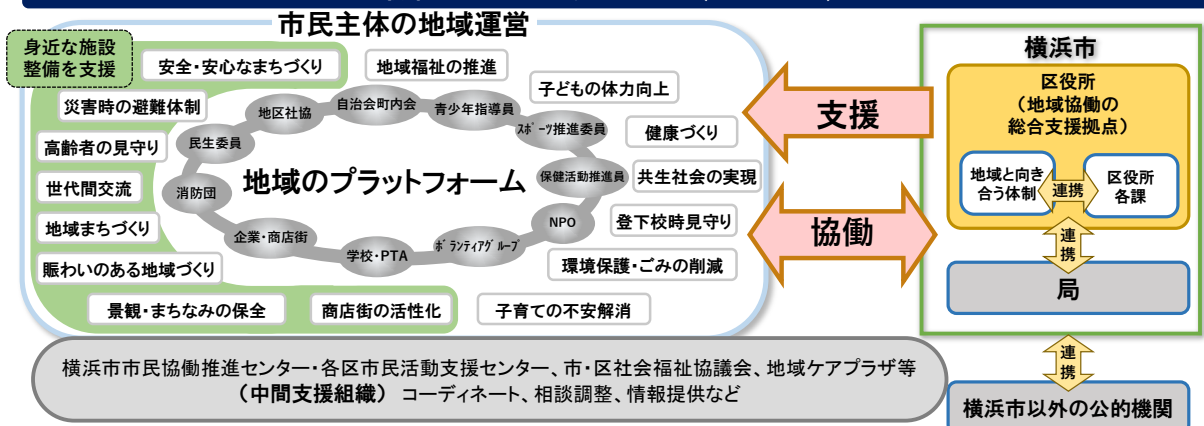 市民主体の地域運営
身近な施設
整備を支援
安全・安心なまちづくり
地域福祉の推進
子どもの体力向上
災害時の避難体制
健康づくり
高齢者の見守り
共生社会の実現
世代間交流
登下校時見守り
地域まちづくり
環境保護・ごみの削減
賑わいのある地域づくり
景観・まちなみの保全
商店街の活性化
子育ての不安解消
地区社協
自治会町内会
青少年指導員
スポーツ推進委員
民生委員
保健活動推進員
消防団
NPO
企業・商店街
学校・PTA
ボランティアグループ
地域のプラットフォーム
支援
協働
横浜市
区役所
(地域協働の
総合支援拠点)
地域と向き
合う体制
連携
区役所
各課
連
携
局
連
携
横浜市以外の公的機関
横浜市市民協働推進センター・各区市民活動支援センター、市・区社会福祉協議会、地域ケアプラザ等
(中間支援組織) コーディネート、相談調整、情報提供など